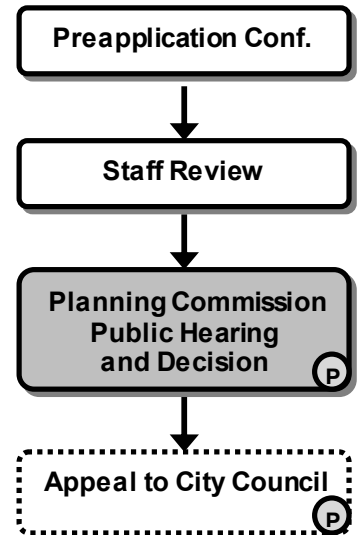 Preapplication Conf.
Staff Review
Planning Commission
Public Hearing
and Decision
P
Appeal to City Council
P